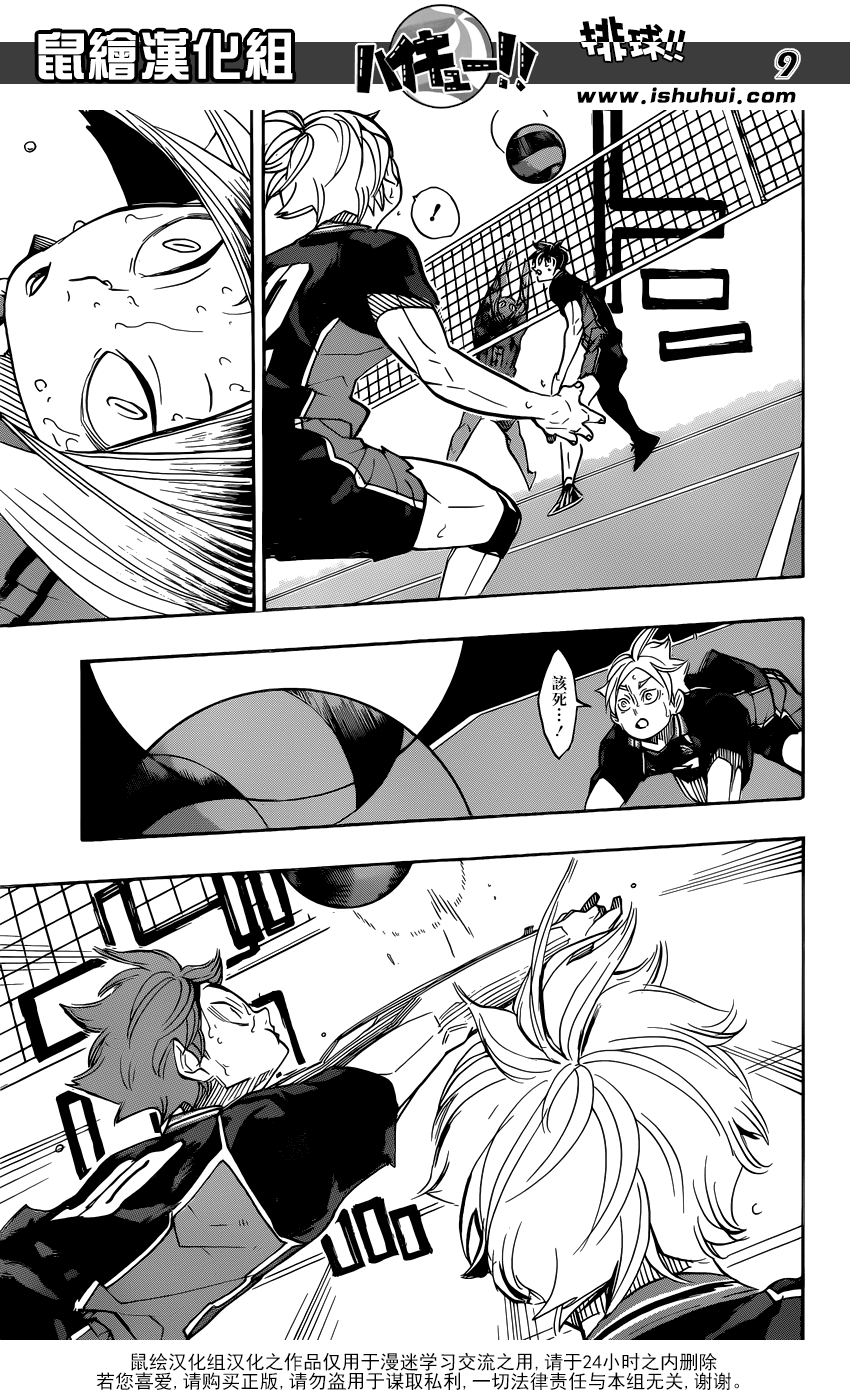 鼠繪漢化組
ハイキュー!!
排球!!
9
www.ishuhui.com
!
該死…!
鼠绘汉化组汉化之作品仅用于漫迷学习交流之用,请于24小时之内删除
若您喜爱,请购买正版,请勿盗用于谋取私利,一切法律责任与本组无关,谢谢。